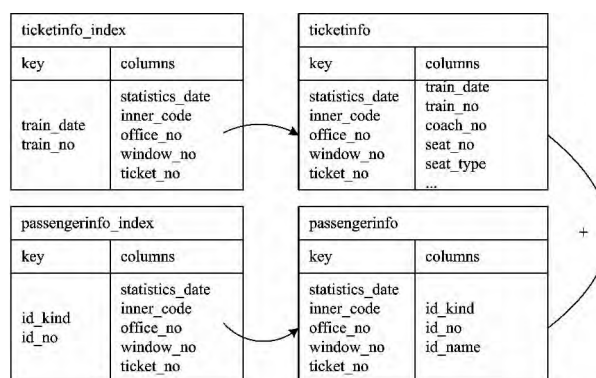 ticketinfo_index
key
columns
train_date
train_no
statistics_date
inner_code
office_no
window_no
ticket_no
ticketinfo
key
columns
statistics_date
inner_code
office_no
window_no
ticket_no
train_date
train_no
coach_no
seat_no
seat_type
...
passengerinfo_index
key
columns
id_kind
id_no
statistics_date
inner_code
office_no
window_no
ticket_no
passengerinfo
key
columns
statistics_date
inner_code
office_no
window_no
ticket_no
id_kind
id_no
id_name
+